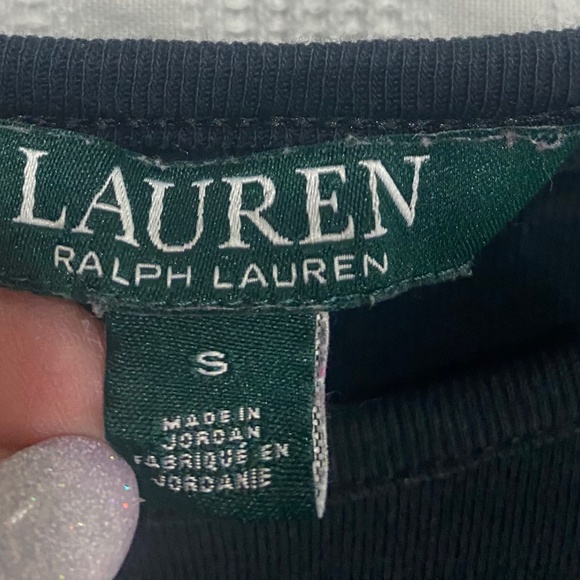 LAUREN
RALPH LAUREN
S
MADE IN
JORDAN
FABRIQUÉ EN
JORDANIE